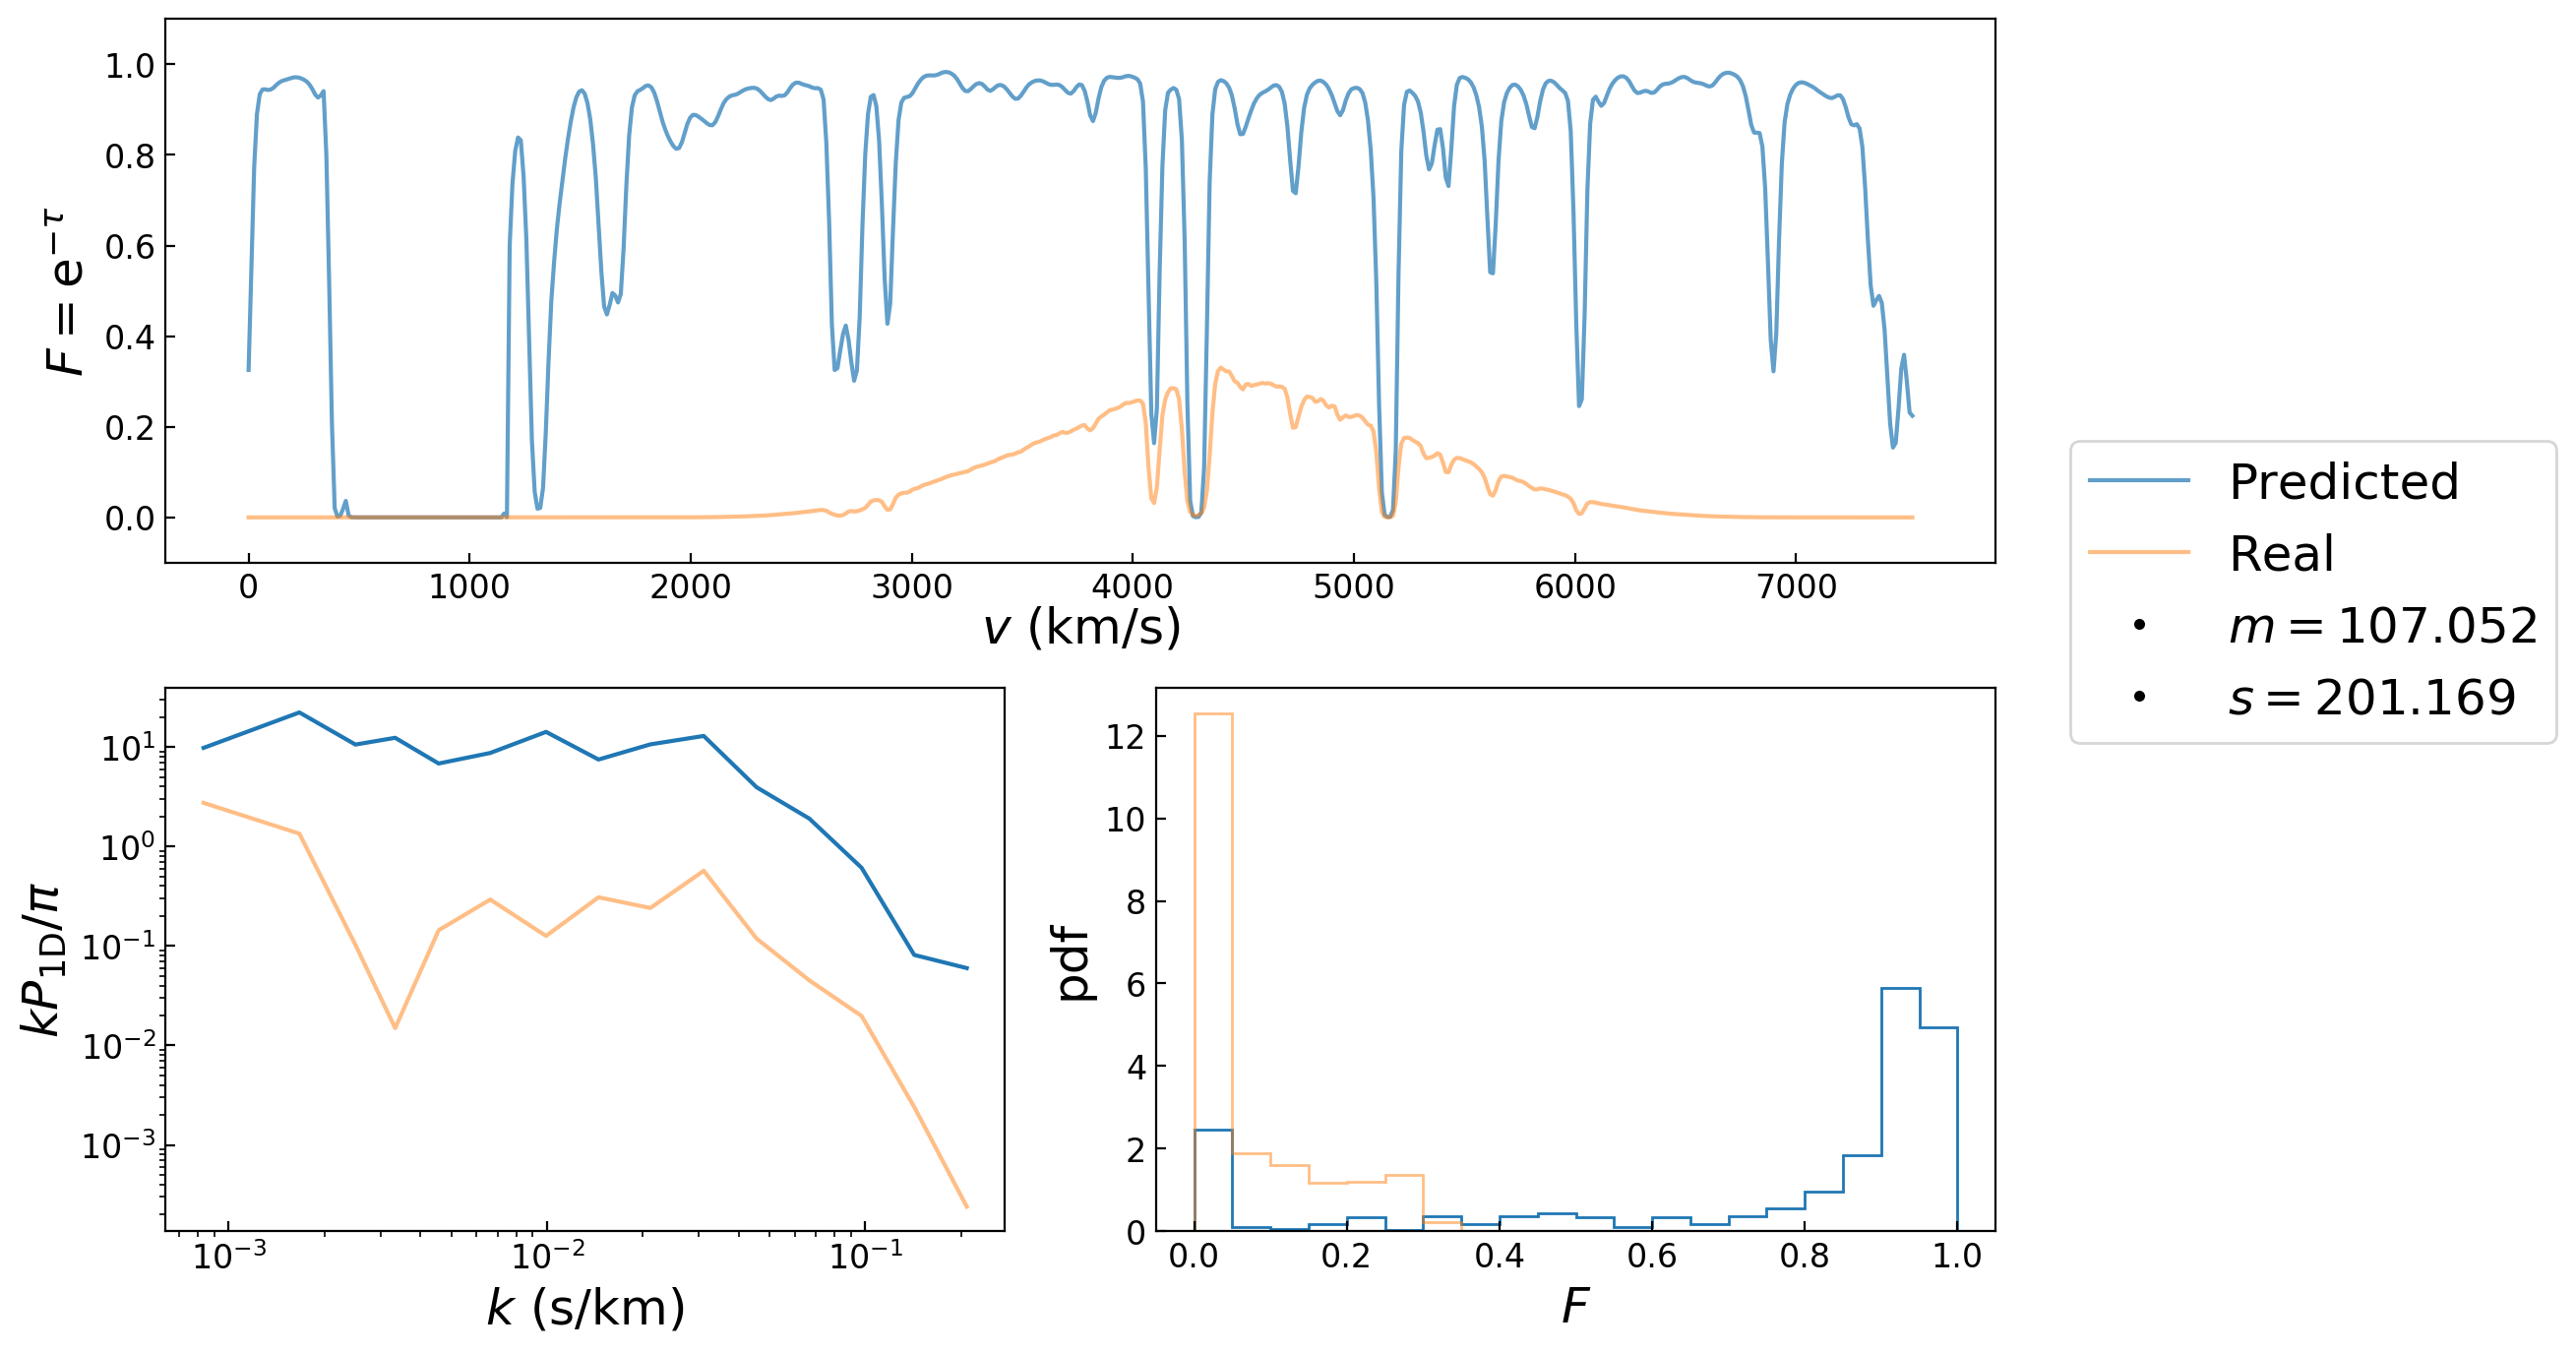 F = e^{−τ}
1.0
0.8
0.6
0.4
0.2
0.0
0 1000 2000 3000 4000 5000 6000 7000
v (km/s)
Predicted
Real
m = 107.052
s = 201.169
kP_{1D}/π
10^1
10^0
10^{−1}
10^{−2}
10^{−3}
10^{−3} 10^{−2} 10^{−1}
k (s/km)
pdf
12
10
8
6
4
2
0
0.0 0.2 0.4 0.6 0.8 1.0
F